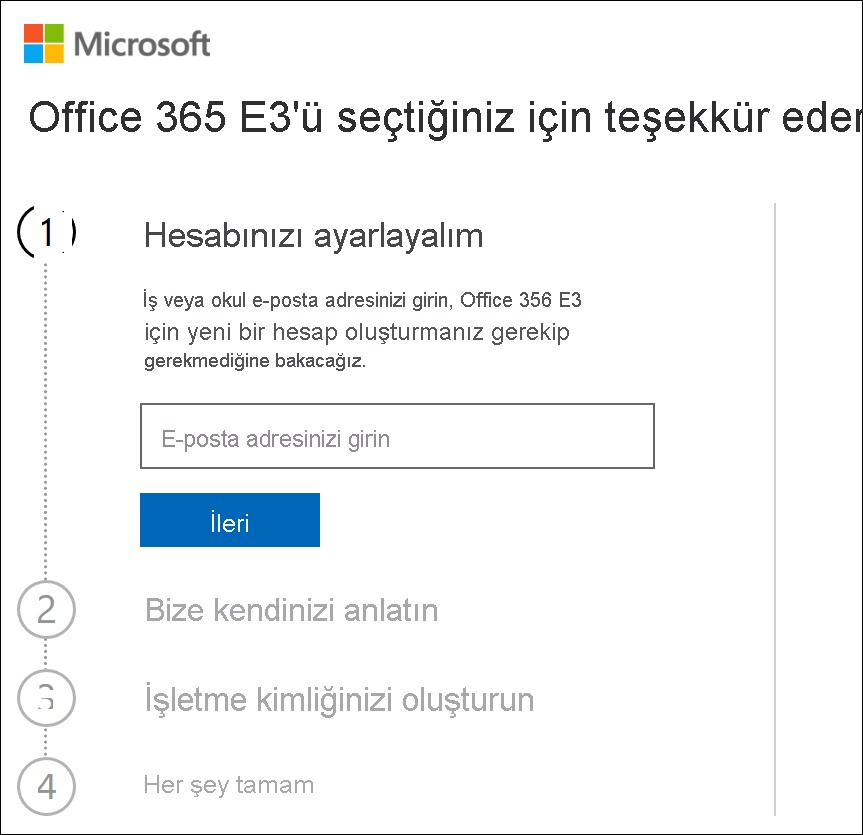 Microsoft
Office 365 E3'ü seçtiğiniz için teşekkür eder
1
Hesabınızı ayarlayalım
İş veya okul e-posta adresinizi girin, Office 356 E3
için yeni bir hesap oluşturmanız gerekip
gerekmediğine bakacağız.
E-posta adresinizi girin
İleri
2
Bize kendinizi anlatın
3
İşletme kimliğinizi oluşturun
4
Her şey tamam